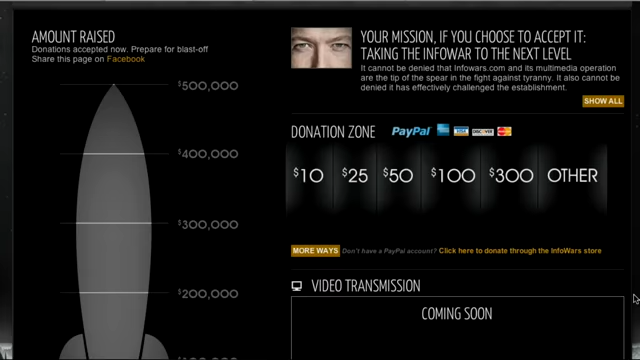 AMOUNT RAISED
Donations accepted now. Prepare for blast-off
Share this page on Facebook
$500,000
$400,000
$300,000
$200,000
YOUR MISSION, IF YOU CHOOSE TO ACCEPT IT:
TAKING THE INFOWAR TO THE NEXT LEVEL
It cannot be denied that Infowars.com and its multimedia operation
are the tip of the spear in the fight against tyranny. It also cannot be
denied it has effectively challenged the establishment.
SHOW ALL
DONATION ZONE PayPal VISA DISCOVER
$10 $25 $50 $100 $300 OTHER
MORE WAYS Don't have a PayPal account? Click here to donate through the InfoWars store
VIDEO TRANSMISSION
COMING SOON